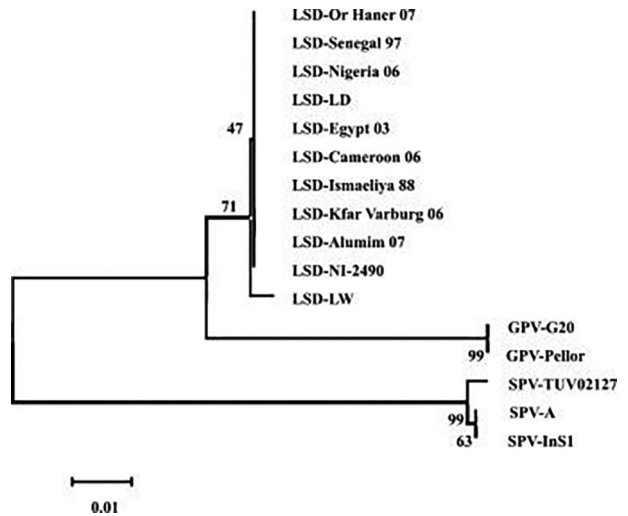 LSD-Or Haner 07
LSD-Senegal 97
LSD-Nigeria 06
LSD-LD
47
LSD-Egypt 03
LSD-Cameroon 06
LSD-Ismaeliya 88
71
LSD-Kfar Varburg 06
LSD-Alumim 07
LSD-NI-2490
LSD-LW
GPV-G20
99
GPV-Pellor
SPV-TUV02127
SPV-A
99
63
SPV-InS1
0.01